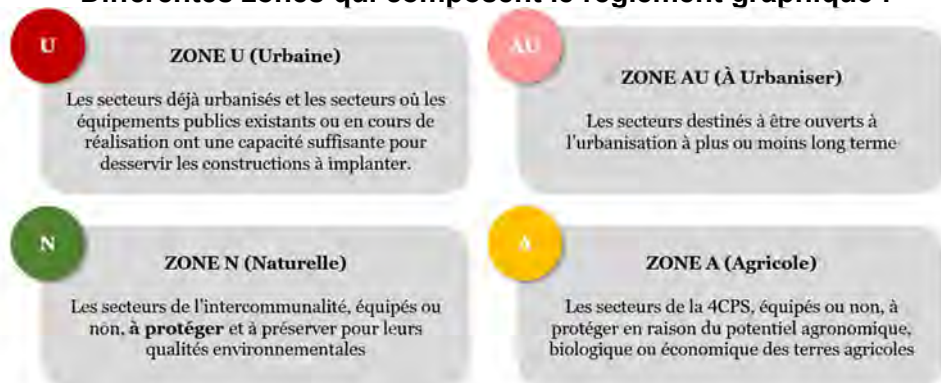 Différentes zones qui composent le règlement graphique :
U
ZONE U (Urbaine)
Les secteurs déjà urbanisés et les secteurs où les
équipements publics existants ou en cours de
réalisation ont une capacité suffisante pour
desservir les constructions à implanter.
AU
ZONE AU (À Urbaniser)
Les secteurs destinés à être ouverts à
l'urbanisation à plus ou moins long terme
N
ZONE N (Naturelle)
Les secteurs de l'intercommunalité, équipés ou
non, à protéger et à préserver pour leurs
qualités environnementales
A
ZONE A (Agricole)
Les secteurs de la 4CPS, équipés ou non, à
protéger en raison du potentiel agronomique,
biologique ou économique des terres agricoles